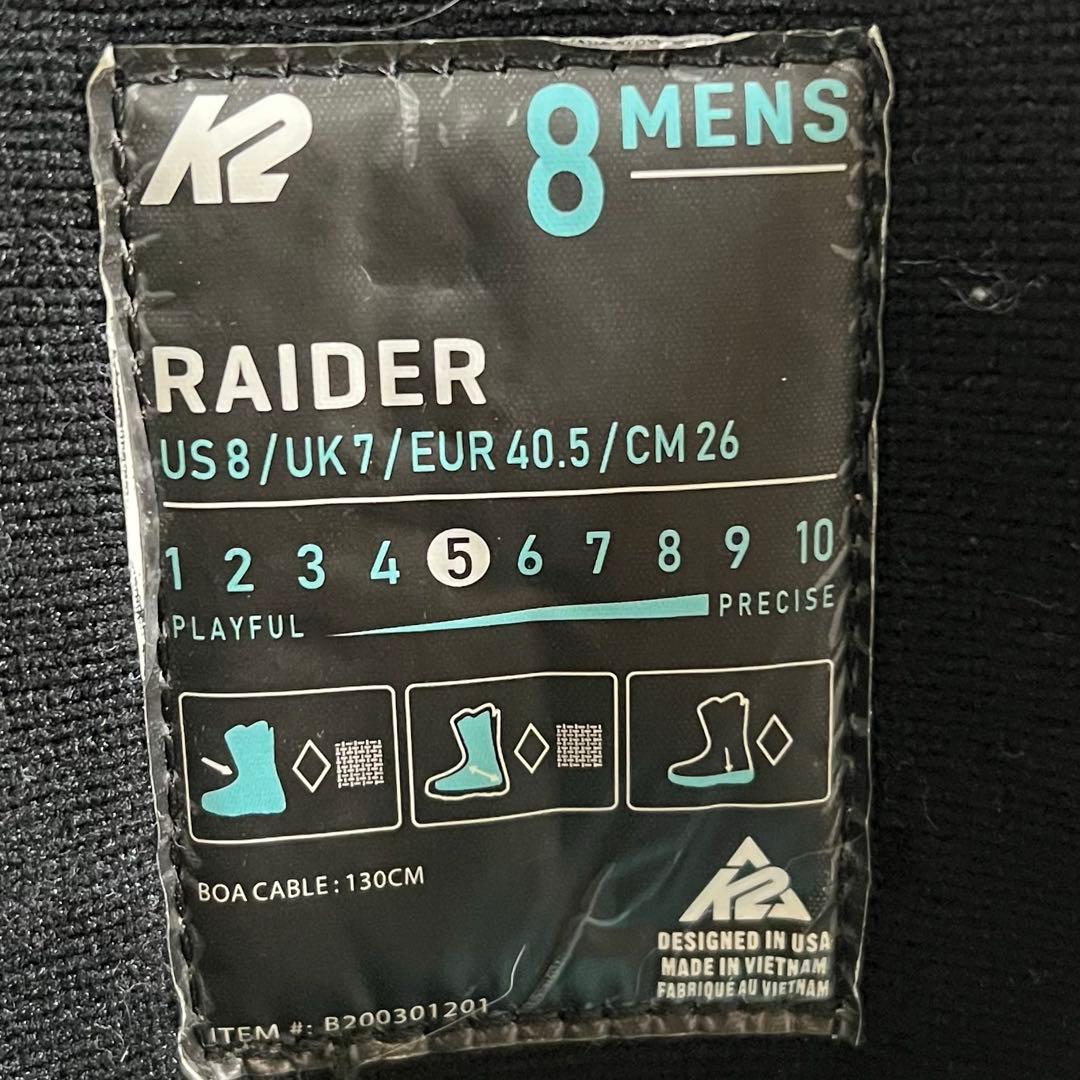 K2
8 MENS
RAIDER
US 8 / UK 7 / EUR 40.5 / CM 26
1 2 3 4 5 6 7 8 9 10
PLAYFUL PRECISE
BOA CABLE : 130CM
K2
DESIGNED IN USA
MADE IN VIETNAM
FABRIQUÉ AU VIETNAM
ITEM #: B200301201